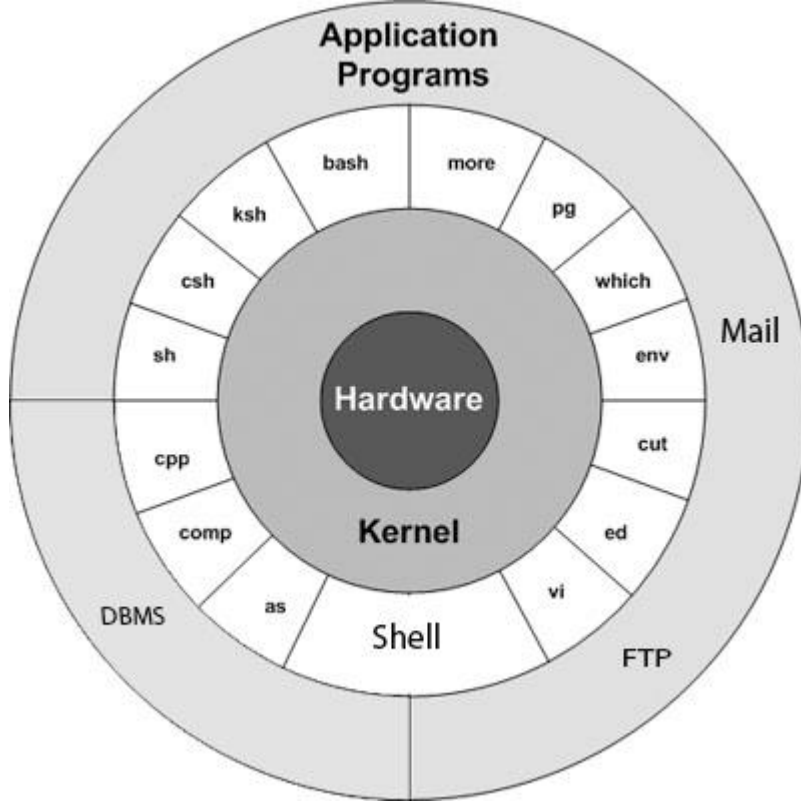 Application
Programs
bash
more
ksh
pg
csh
which
sh
env
Mail
Hardware
cpp
cut
comp
Kernel
ed
as
vi
DBMS
Shell
FTP